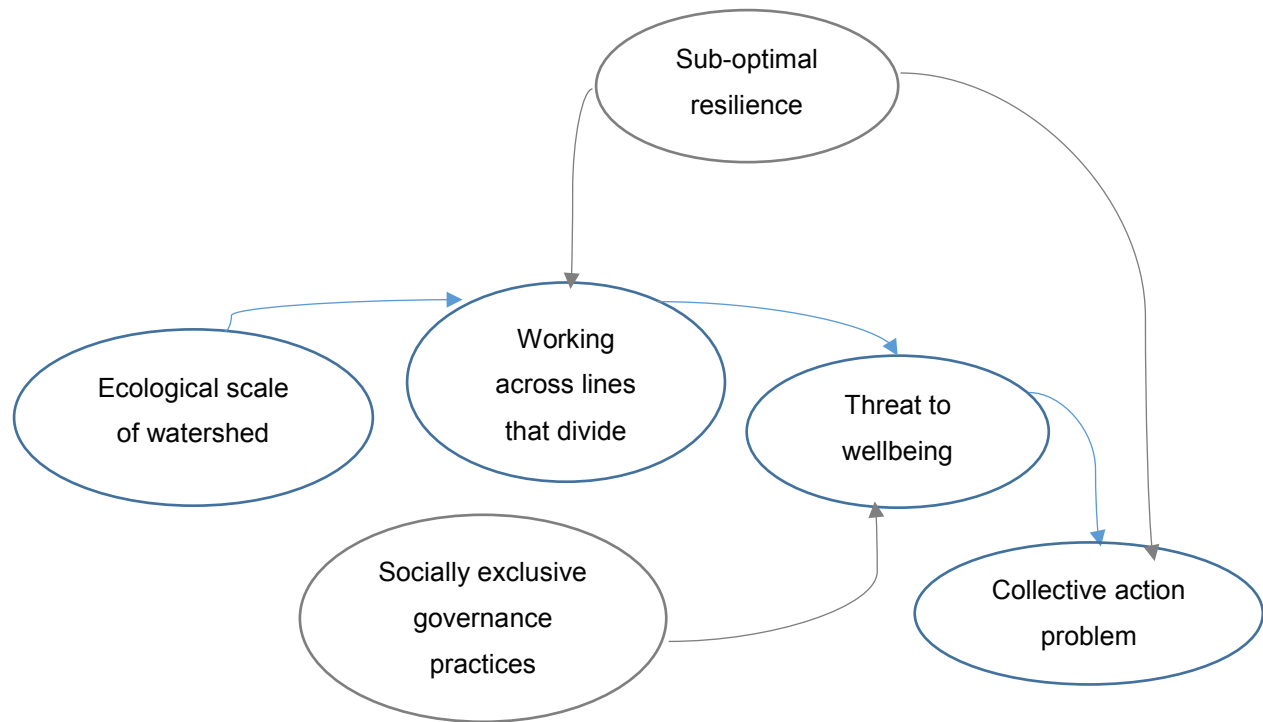 Sub-optimal
resilience
Ecological scale
of watershed
Working
across lines
that divide
Threat to
wellbeing
Socially exclusive
governance
practices
Collective action
problem